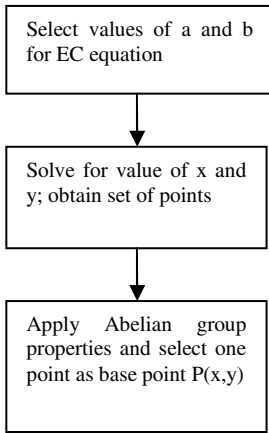 Select values of a and b
for EC equation
Solve for value of x and
y; obtain set of points
Apply Abelian group
properties and select one
point as base point P(x,y)